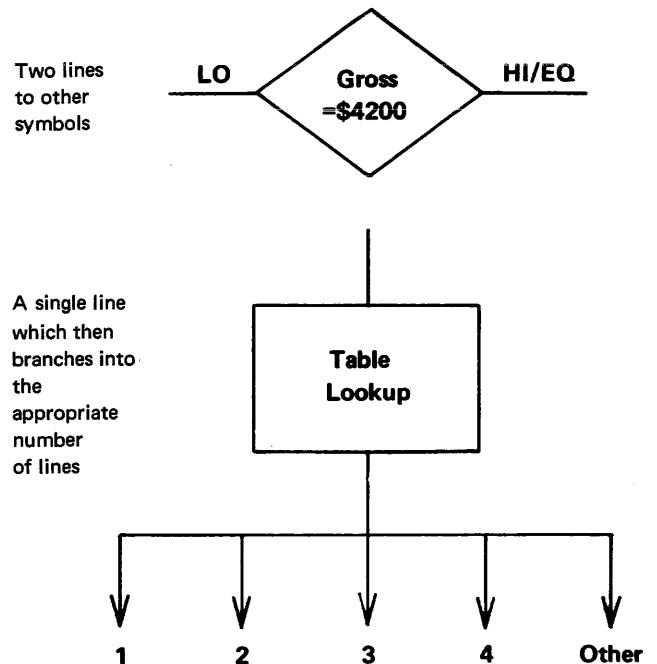 Two lines
to other
symbols
LO
Gross
=$4200
HI/EQ
A single line
which then
branches into
the
appropriate
number
of lines
Table
Lookup
1 2 3 4 Other